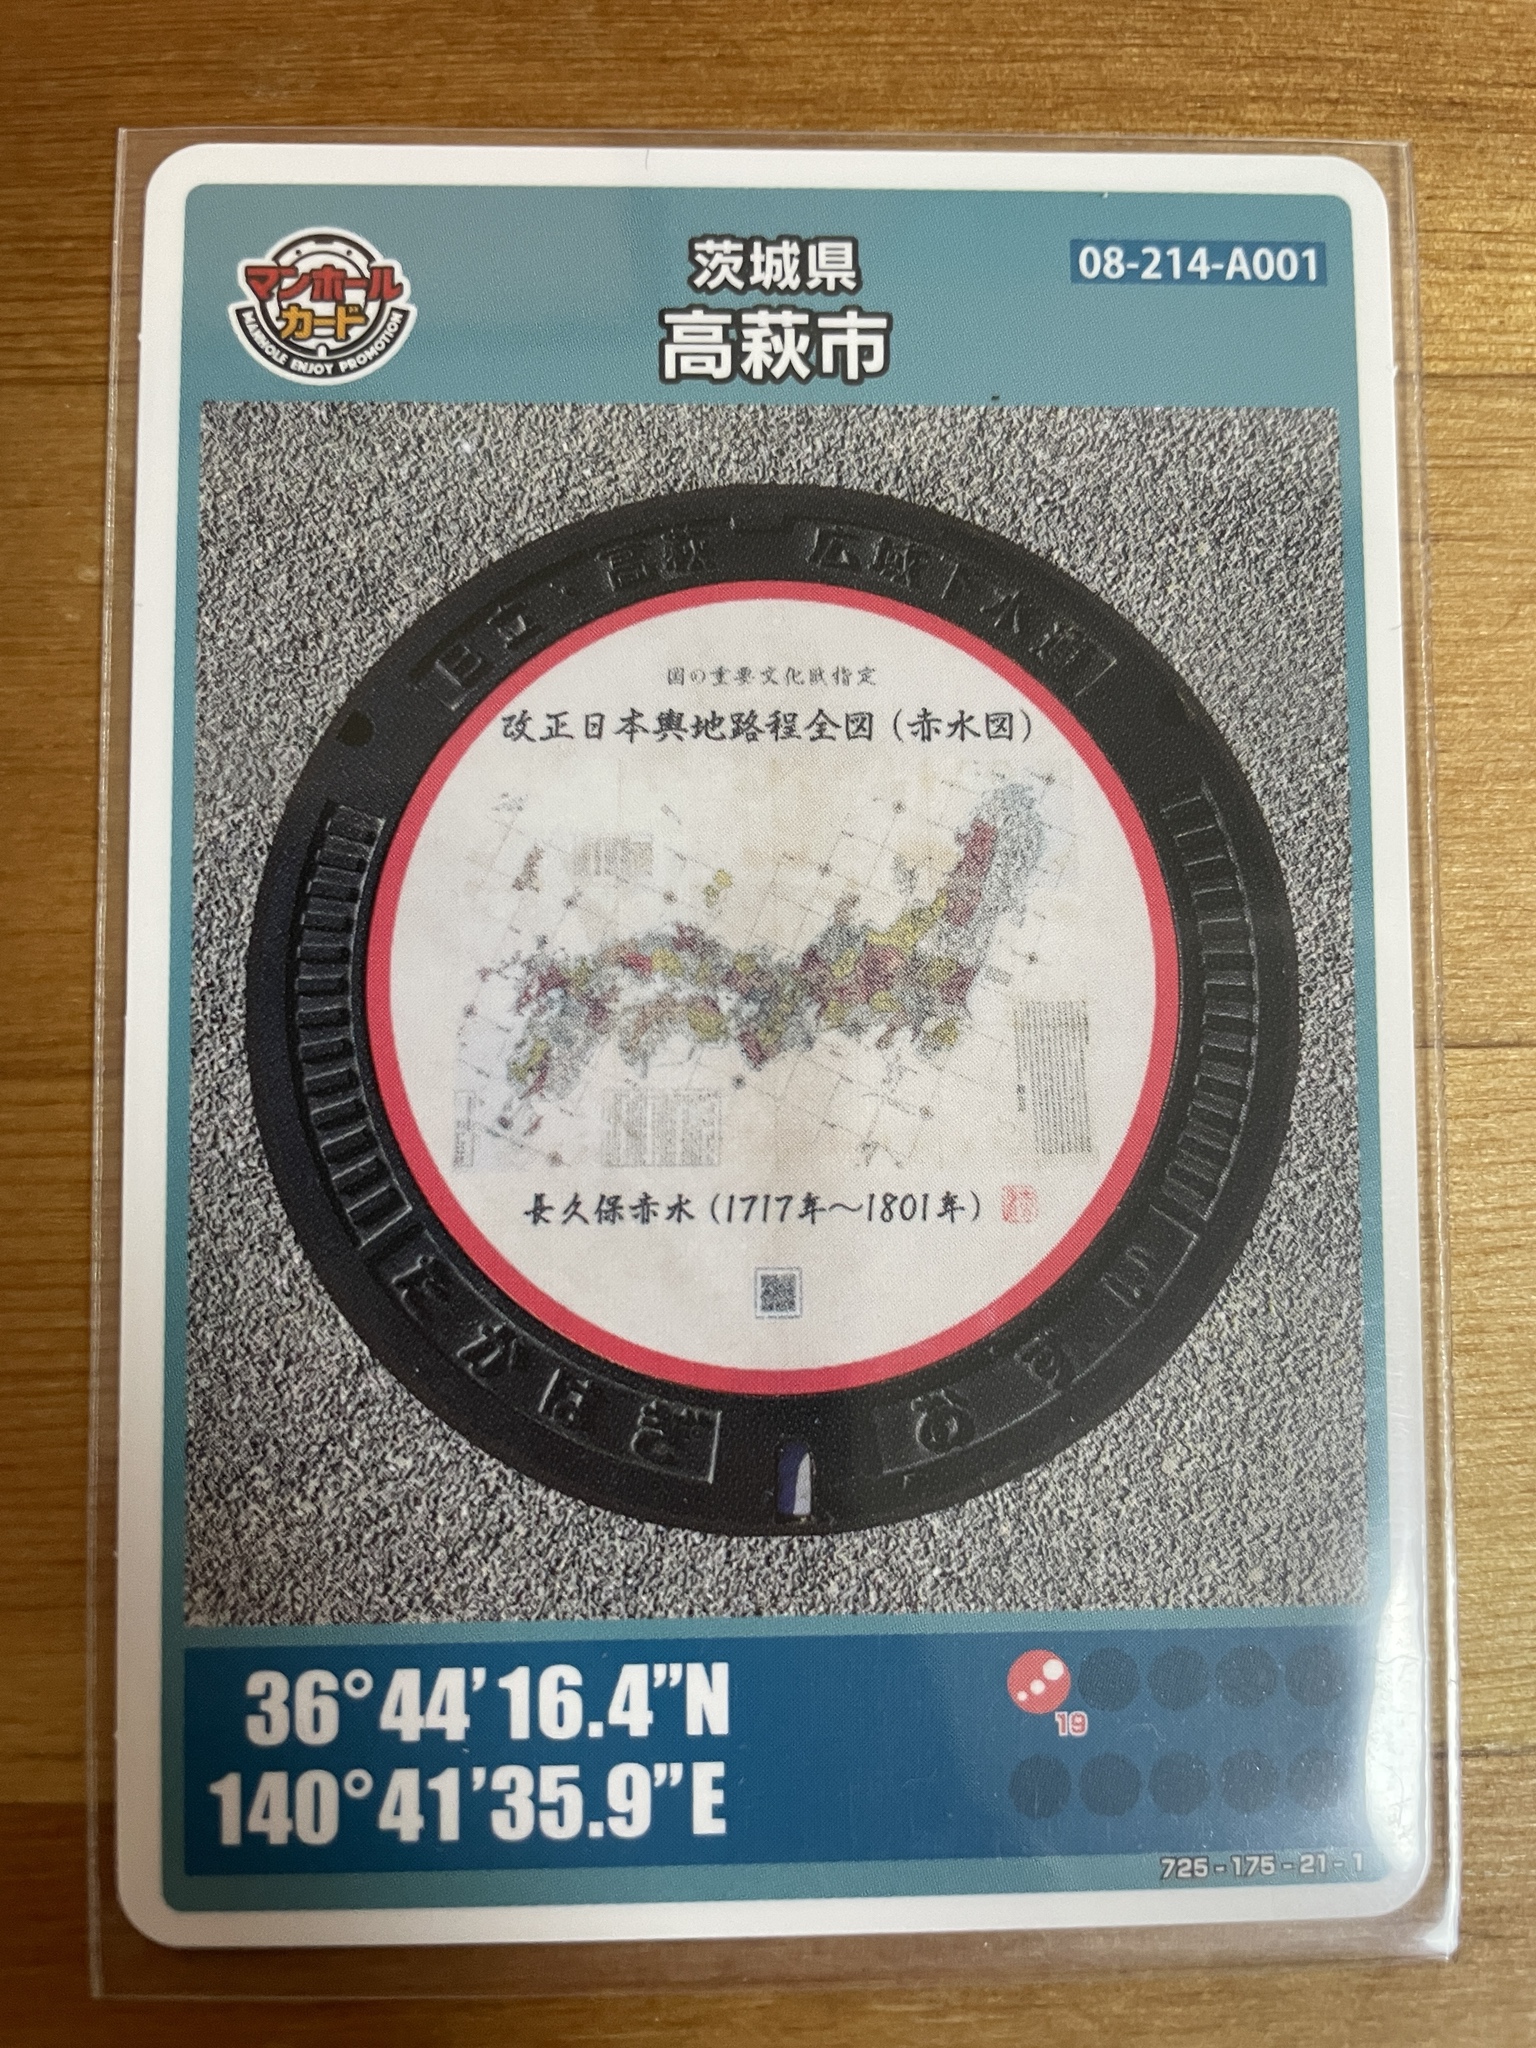 マンホール
カード
MANHOLE ENJOY PROMOTION
茨城県
高萩市
08-214-A001
日立・高萩 広域下水道
国の重要文化財指定
改正日本輿地路程全図(赤水図)
長久保赤水(1717年〜1801年)
たかはぎ
36°44'16.4"N
140°41'35.9"E
19
725-175-21-1